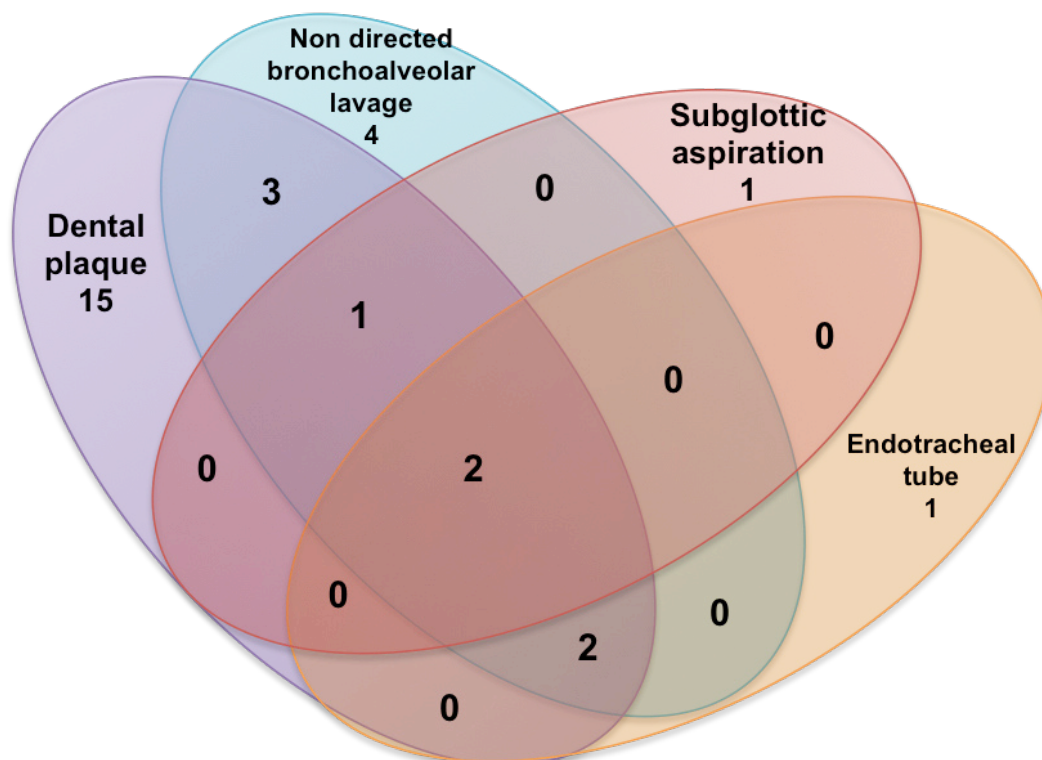 Non directed
bronchoalveolar
lavage
4
Subglottic
aspiration
1
3
0
Dental
plaque
15
1
0
0
Endotracheal
tube
1
0
2
0
0
2
0